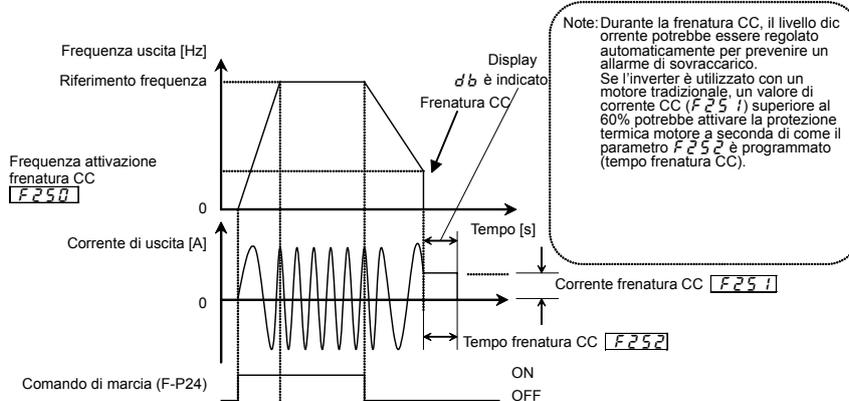 Frequenza uscita [Hz]
Riferimento frequenza
Display
db è indicato
Frenatura CC
Frequenza attivazione
frenatura CC
F250
0
Tempo [s]
Corrente di uscita [A]
0
Corrente frenatura CC F251
Tempo frenatura CC F252
Comando di marcia (F-P24)
ON
OFF
Note: Durante la frenatura CC, il livello dic
orrente potrebbe essere regolato
automaticamente per prevenire un
allarme di sovraccarico.
Se l'inverter è utilizzato con un
motore tradizionale, un valore di
corrente CC (F251) superiore al
60% potrebbe attivare la protezione
termica motore a seconda di come il
parametro F252 è programmato
(tempo frenatura CC).